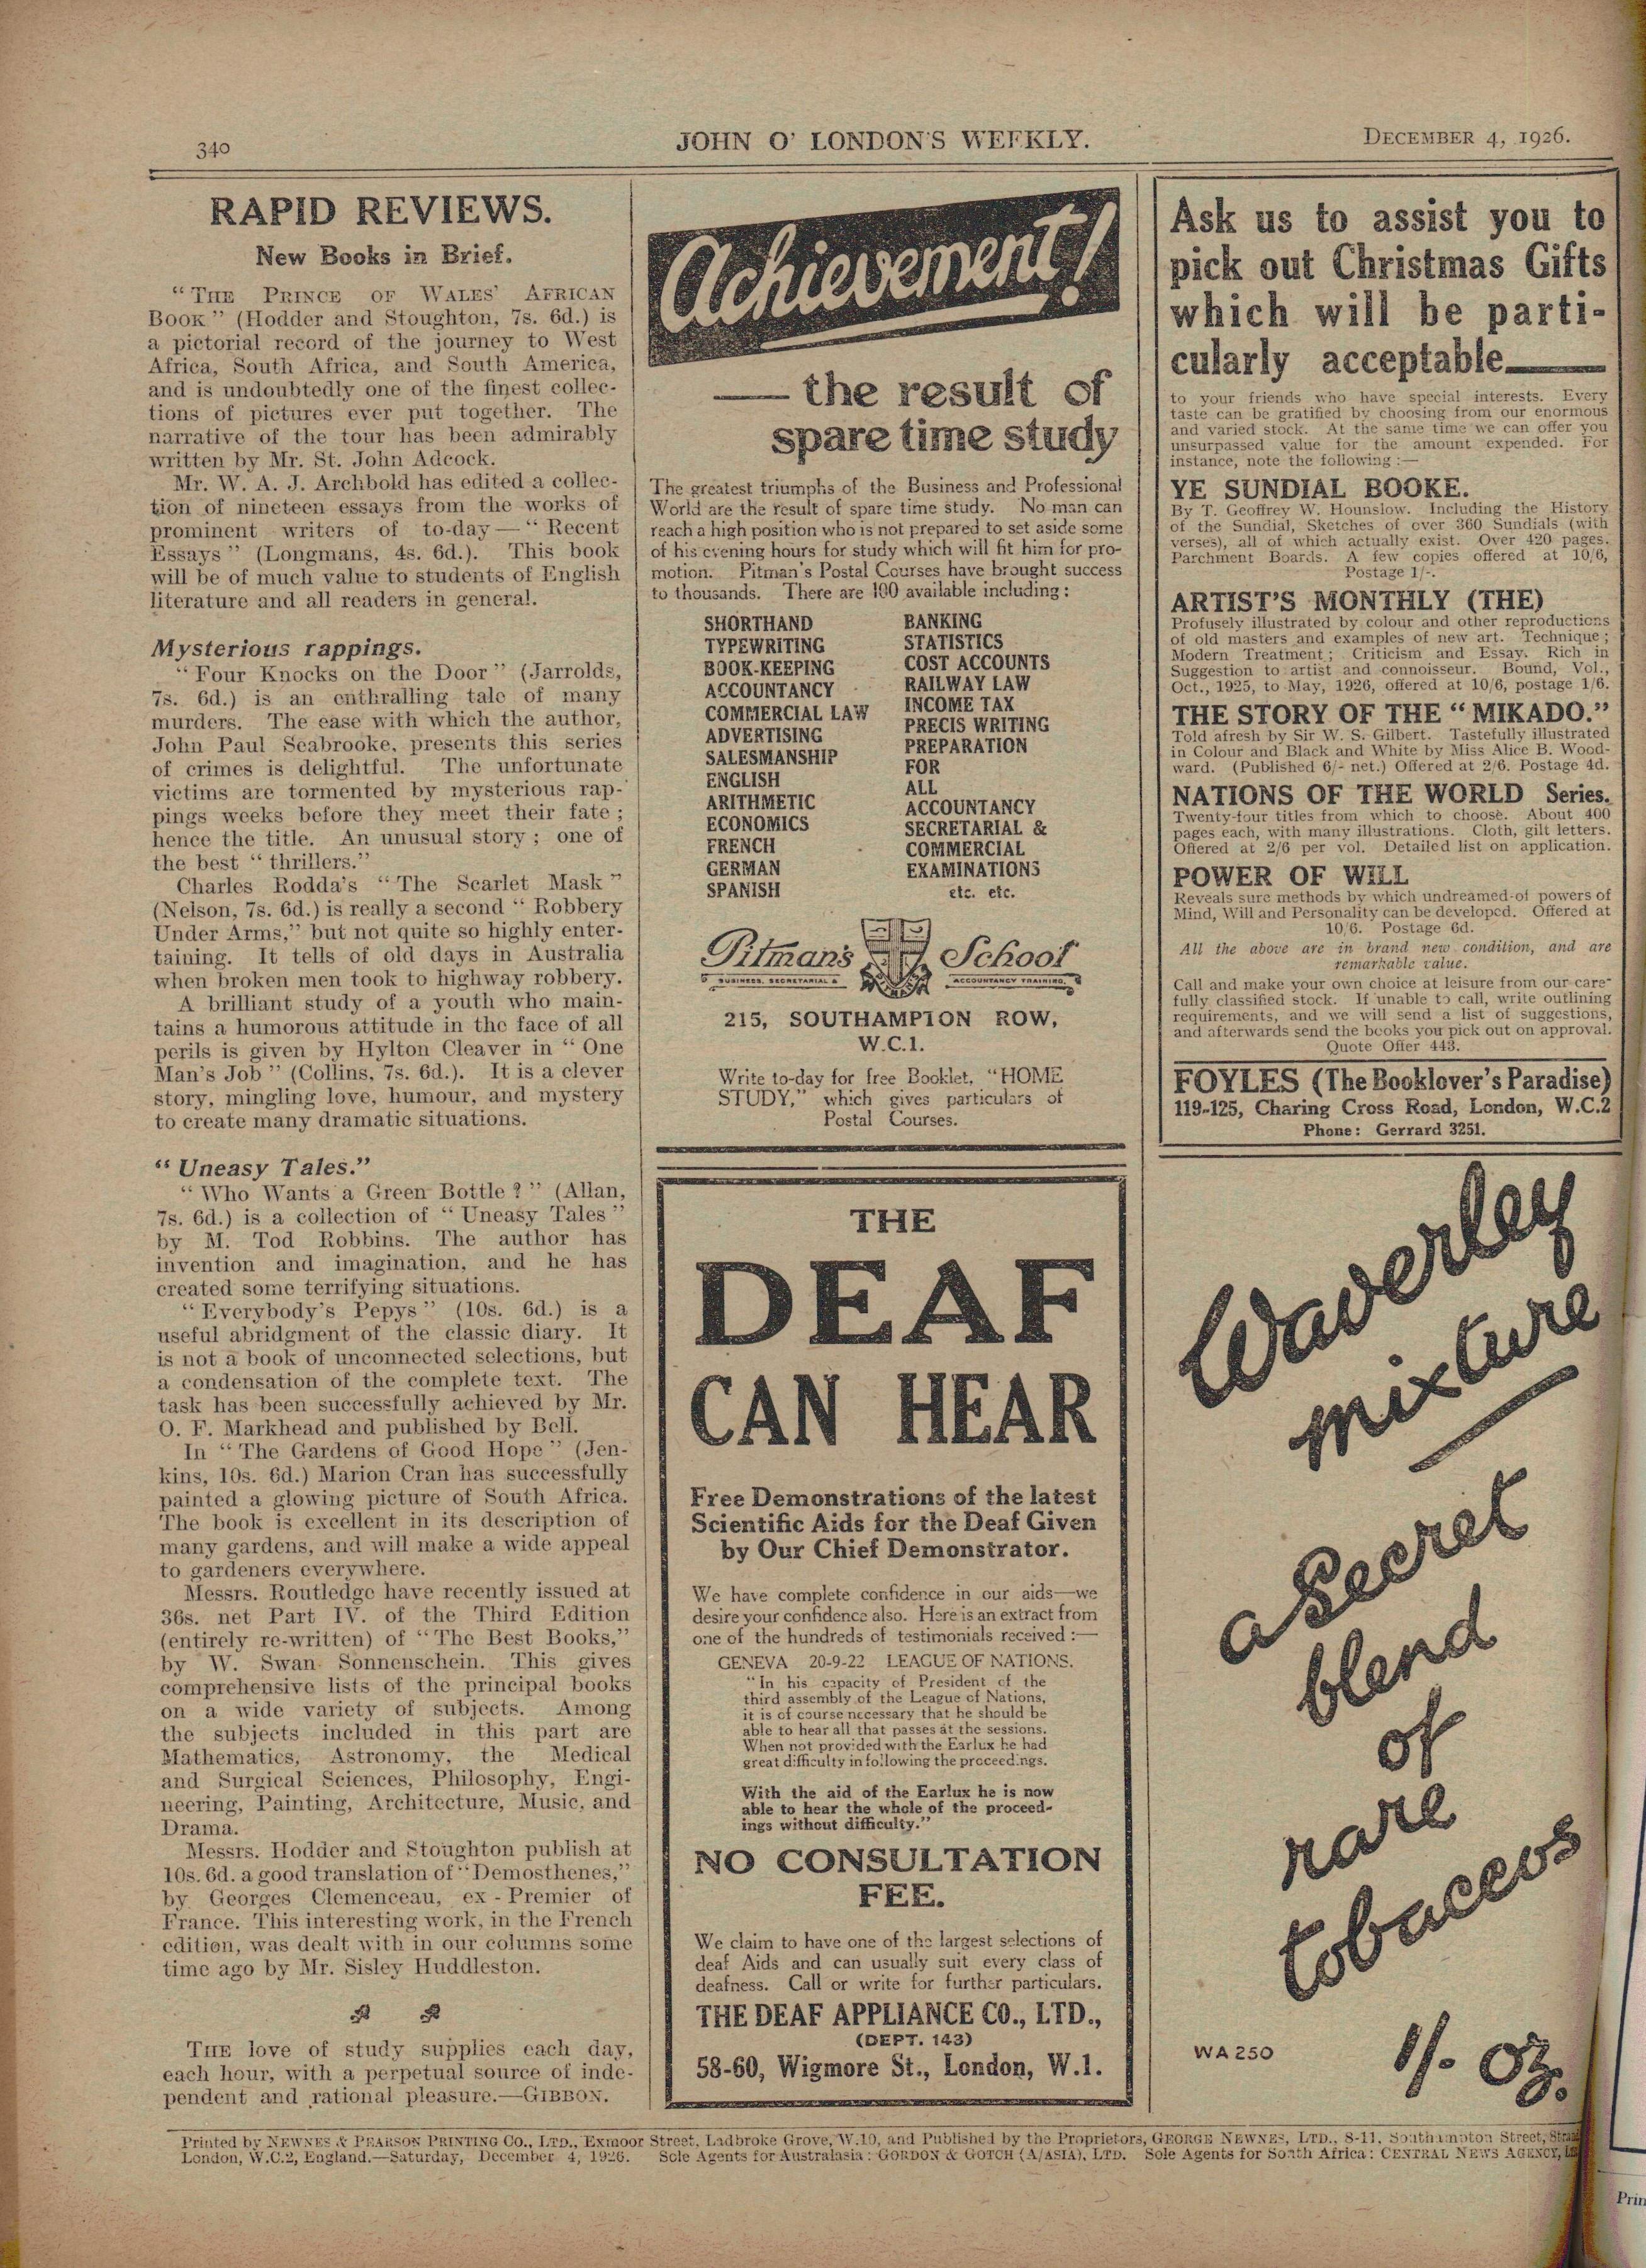 340
JOHN O' LONDON'S WEEKLY.
DECEMBER 4, 1926.
RAPID REVIEWS.
New Books in Brief.
"THE PRINCE OF WALES' AFRICAN
BOOK" (Hodder and Stoughton, 7s. 6d.) is
a pictorial record of the journey to West
Africa, South Africa, and South America,
and is undoubtedly one of the finest collec-
tions of pictures ever put together. The
narrative of the tour has been admirably
written by Mr. St. John Adcock.
Mr. W. A. J. Archbold has edited a collec-
tion of nineteen essays from the works of
prominent writers of to-day—"Recent
Essays" (Longmans, 4s. 6d.). This book
will be of much value to students of English
literature and all readers in general.
Mysterious rappings.
"Four Knocks on the Door" (Jarrolds,
7s. 6d.) is an enthralling tale of many
murders. The ease with which the author,
John Paul Seabrooke, presents this series
of crimes is delightful. The unfortunate
victims are tormented by mysterious rap-
pings weeks before they meet their fate;
hence the title. An unusual story; one of
the best "thrillers."
Charles Rodda's "The Scarlet Mask"
(Nelson, 7s. 6d.) is really a second "Robbery
Under Arms," but not quite so highly enter-
taining. It tells of old days in Australia
when broken men took to highway robbery.
A brilliant study of a youth who main-
tains a humorous attitude in the face of all
perils is given by Hylton Cleaver in "One
Man's Job" (Collins, 7s. 6d.). It is a clever
story, mingling love, humour, and mystery
to create many dramatic situations.
"Uneasy Tales."
"Who Wants a Green Bottle?" (Allan,
7s. 6d.) is a collection of "Uneasy Tales"
by M. Tod Robbins. The author has
invention and imagination, and he has
created some terrifying situations.
"Everybody's Pepys" (10s. 6d.) is a
useful abridgment of the classic diary. It
is not a book of unconnected selections, but
a condensation of the complete text. The
task has been successfully achieved by Mr.
O. F. Markhead and published by Bell.
In "The Gardens of Good Hope" (Jen-
kins, 10s. 6d.) Marion Cran has successfully
painted a glowing picture of South Africa.
The book is excellent in its description of
many gardens, and will make a wide appeal
to gardeners everywhere.
Messrs. Routledge have recently issued at
36s. net Part IV. of the Third Edition
(entirely re-written) of "The Best Books,"
by W. Swan Sonnenschein. This gives
comprehensive lists of the principal books
on a wide variety of subjects. Among
the subjects included in this part are
Mathematics, Astronomy, the Medical
and Surgical Sciences, Philosophy, Engi-
neering, Painting, Architecture, Music, and
Drama.
Messrs. Hodder and Stoughton publish at
10s. 6d. a good translation of "Demosthenes,"
by Georges Clemenceau, ex-Premier of
France. This interesting work, in the French
edition, was dealt with in our columns some
time ago by Mr. Sisley Huddleston.
THE love of study supplies each day,
each hour, with a perpetual source of inde-
pendent and rational pleasure.—GIBBON.
Achievement!
— the result of
spare time study
The greatest triumphs of the Business and Professional
World are the result of spare time study. No man can
reach a high position who is not prepared to set aside some
of his evening hours for study which will fit him for pro-
motion. Pitman's Postal Courses have brought success
to thousands. There are 100 available including:
SHORTHAND
TYPEWRITING
BOOK-KEEPING
ACCOUNTANCY
COMMERCIAL LAW
ADVERTISING
SALESMANSHIP
ENGLISH
ARITHMETIC
ECONOMICS
FRENCH
GERMAN
SPANISH
BANKING
STATISTICS
COST ACCOUNTS
RAILWAY LAW
INCOME TAX
PRECIS WRITING
PREPARATION
FOR
ALL
ACCOUNTANCY
SECRETARIAL &
COMMERCIAL
EXAMINATIONS
etc. etc.
Pitman's School
BUSINESS, SECRETARIAL & ACCOUNTANCY TRAINING.
215, SOUTHAMPTON ROW,
W.C.1.
Write to-day for free Booklet, "HOME
STUDY," which gives particulars of
Postal Courses.
THE
DEAF
CAN HEAR
Free Demonstrations of the latest
Scientific Aids for the Deaf Given
by Our Chief Demonstrator.
We have complete confidence in our aids—we
desire your confidence also. Here is an extract from
one of the hundreds of testimonials received:—
GENEVA 20-9-22 LEAGUE OF NATIONS.
"In his capacity of President of the
third assembly of the League of Nations,
it is of course necessary that he should be
able to hear all that passes at the sessions.
When not provided with the Earlux he had
great difficulty in following the proceedings.
With the aid of the Earlux he is now
able to hear the whole of the proceed-
ings without difficulty."
NO CONSULTATION
FEE.
We claim to have one of the largest selections of
deaf Aids and can usually suit every class of
deafness. Call or write for further particulars.
THE DEAF APPLIANCE CO., LTD.,
(DEPT. 143)
58-60, Wigmore St., London, W.1.
Ask us to assist you to
pick out Christmas Gifts
which will be parti-
cularly acceptable
to your friends who have special interests. Every
taste can be gratified by choosing from our enormous
and varied stock. At the same time we can offer you
unsurpassed value for the amount expended. For
instance, note the following:—
YE SUNDIAL BOOKE.
By T. Geoffrey W. Hounslow. Including the History
of the Sundial, Sketches of over 360 Sundials (with
verses), all of which actually exist. Over 420 pages.
Parchment Boards. A few copies offered at 10/6,
Postage 1/-.
ARTIST'S MONTHLY (THE)
Profusely illustrated by colour and other reproductions
of old masters and examples of new art. Technique;
Modern Treatment; Criticism and Essay. Rich in
Suggestion to artist and connoisseur. Bound, Vol.,
Oct., 1925, to May, 1926, offered at 10/6, postage 1/6.
THE STORY OF THE "MIKADO."
Told afresh by Sir W. S. Gilbert. Tastefully illustrated
in Colour and Black and White by Miss Alice B. Wood-
ward. (Published 6/- net.) Offered at 2/6. Postage 4d.
NATIONS OF THE WORLD Series.
Twenty-four titles from which to choose. About 400
pages each, with many illustrations. Cloth, gilt letters.
Offered at 2/6 per vol. Detailed list on application.
POWER OF WILL
Reveals sure methods by which undreamed-of powers of
Mind, Will and Personality can be developed. Offered at
10/6. Postage 6d.
All the above are in brand new condition, and are
remarkable value.
Call and make your own choice at leisure from our care-
fully classified stock. If unable to call, write outlining
requirements, and we will send a list of suggestions,
and afterwards send the books you pick out on approval.
Quote Offer 443.
FOYLES (The Booklover's Paradise)
119-125, Charing Cross Road, London, W.C.2
Phone: Gerrard 3251.
Waverley
mixture
a secret
blend
of
rare
tobaccos
WA 250
1/- oz.
Printed by NEWNES & PEARSON PRINTING CO., LTD., Exmoor Street, Ladbroke Grove, W.10, and Published by the Proprietors, GEORGE NEWNES, LTD., 8-11, Southampton Street,
London, W.C.2, England.—Saturday, December 4, 1926. Sole Agents for Australasia: GORDON & GOTCH (A/ASIA), LTD. Sole Agents for South Africa: CENTRAL NEWS AGENCY,
Prin